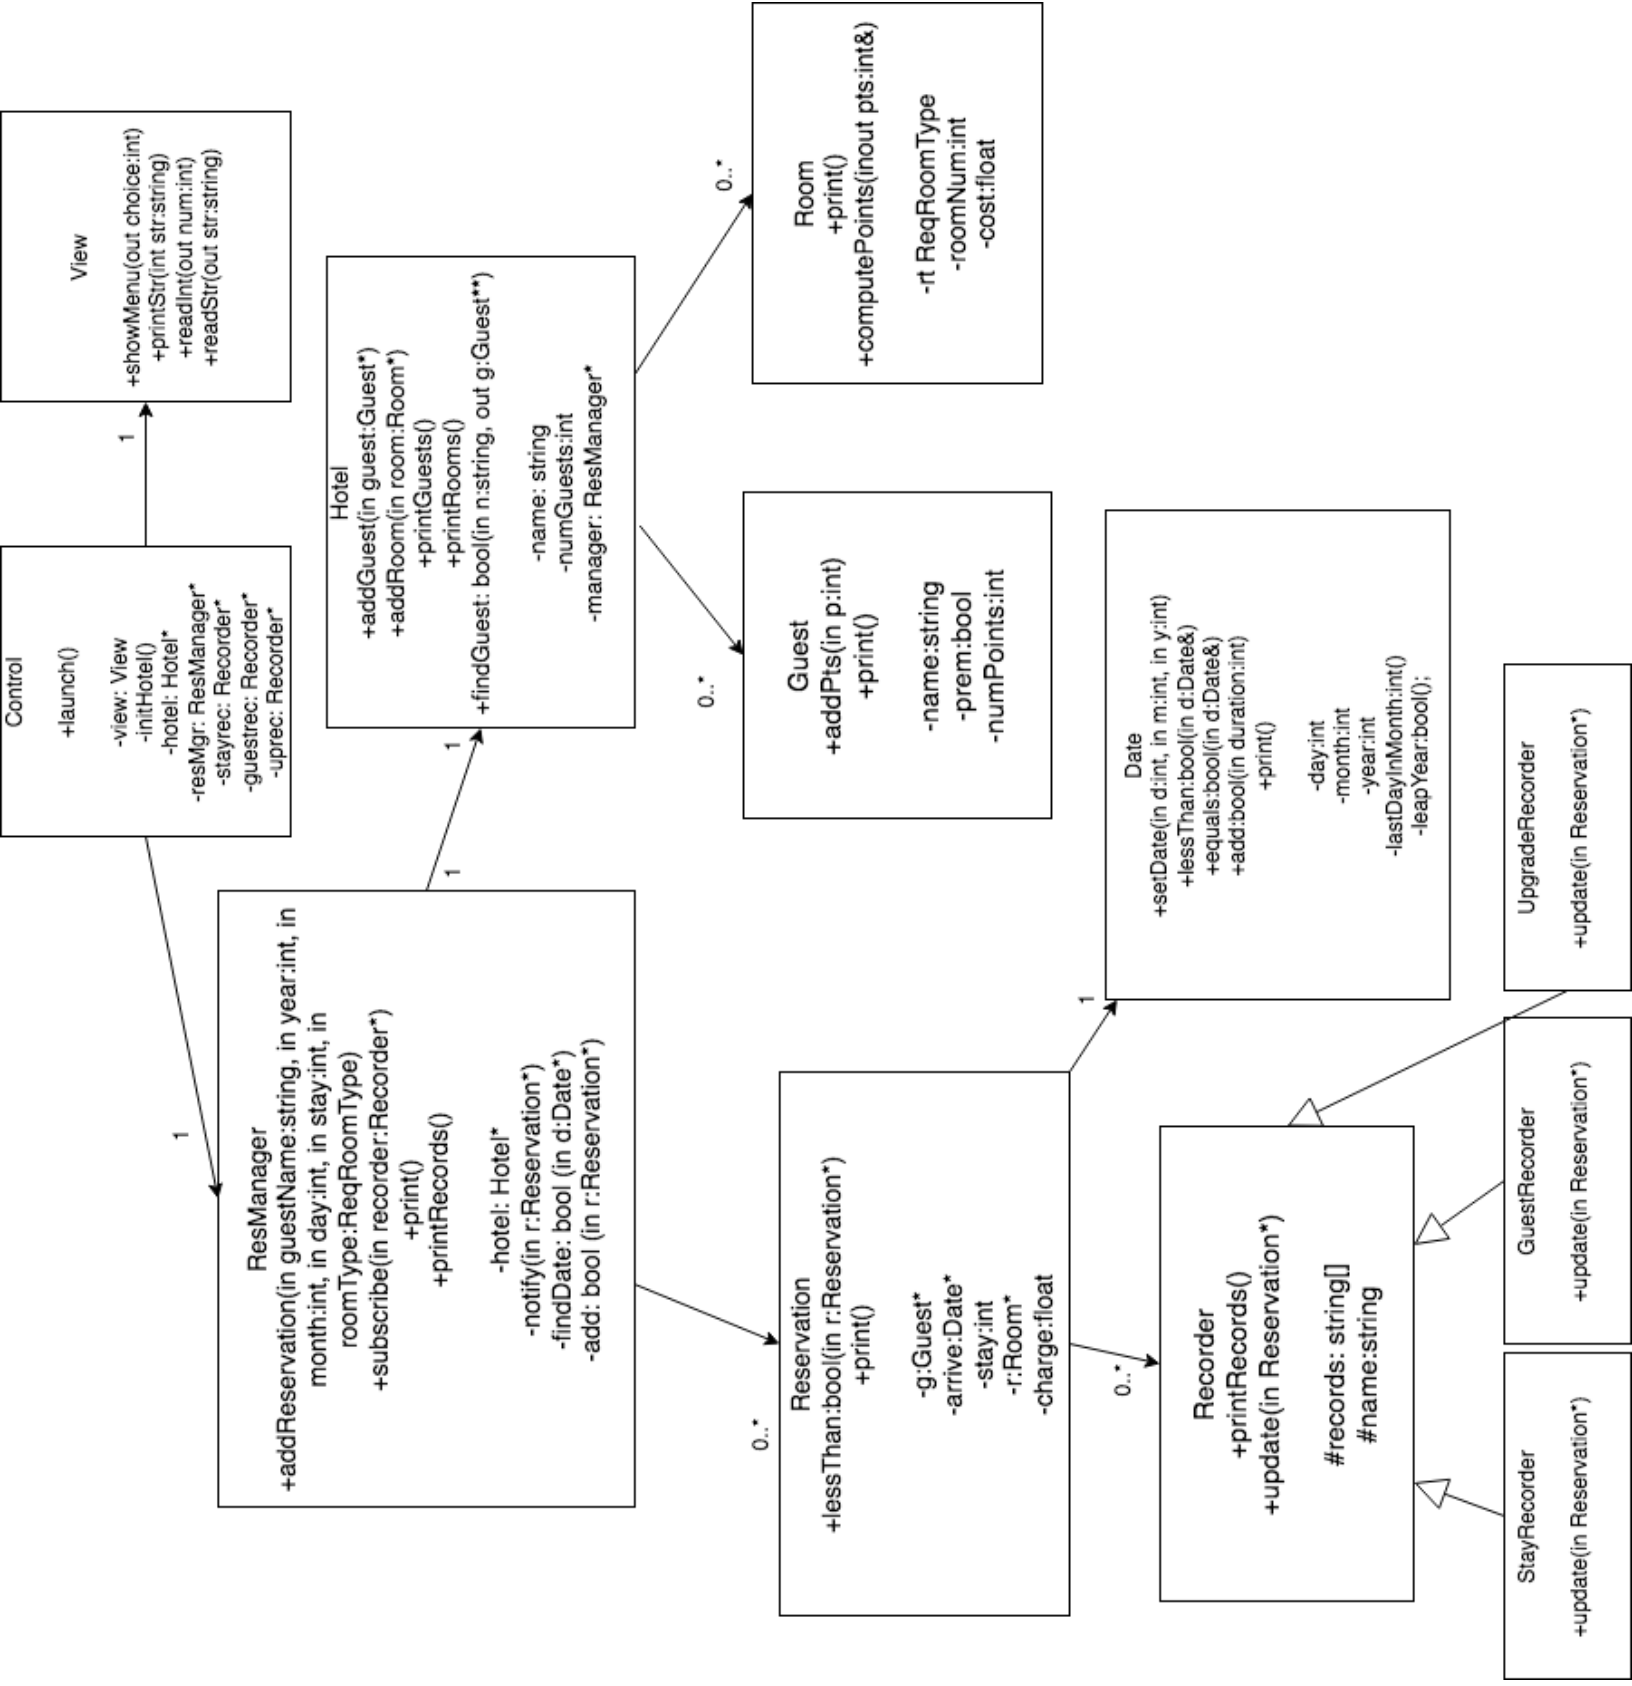 Control
+launch()
-view: View
-initHotel()
-hotel: Hotel*
-resMgr: ResManager*
-stayrec: Recorder*
-guestrec: Recorder*
-uprec: Recorder*
1
View
+showMenu(out choice:int)
+printStr(int str:string)
+readInt(out num:int)
+readStr(out str:string)
1
ResManager
+addReservation(in guestName:string, in year:int, in
month:int, in day:int, in stay:int, in
roomType:ReqRoomType)
+subscribe(in recorder:Recorder*)
+print()
+printRecords()
-hotel: Hotel*
-notify(in r:Reservation*)
-findDate: bool (in d:Date*)
-add: bool (in r:Reservation*)
1
1
Hotel
+addGuest(in guest:Guest*)
+addRoom(in room:Room*)
+printGuests()
+printRooms()
+findGuest: bool(in n:string, out g:Guest**)
-name: string
-numGuests:int
-manager: ResManager*
0..*
0..*
0..*
Reservation
+lessThan:bool(in r:Reservation*)
+print()
-g:Guest*
-arrive:Date*
-stay:int
-r:Room*
-charge:float
Guest
+addPts(in p:int)
+print()
-name:string
-prem:bool
-numPoints:int
Room
+print()
+computePoints(inout pts:int&)
-rt ReqRoomType
-roomNum:int
-cost:float
0..*
1
Recorder
+printRecords()
+update(in Reservation*)
#records: string[]
#name:string
Date
+setDate(in d:int, in m:int, in y:int)
+lessThan:bool(in d:Date&)
+equals:bool(in d:Date&)
+add:bool(in duration:int)
+print()
-day:int
-month:int
-year:int
-lastDayInMonth:int()
-leapYear:bool();
StayRecorder
+update(in Reservation*)
GuestRecorder
+update(in Reservation*)
UpgradeRecorder
+update(in Reservation*)